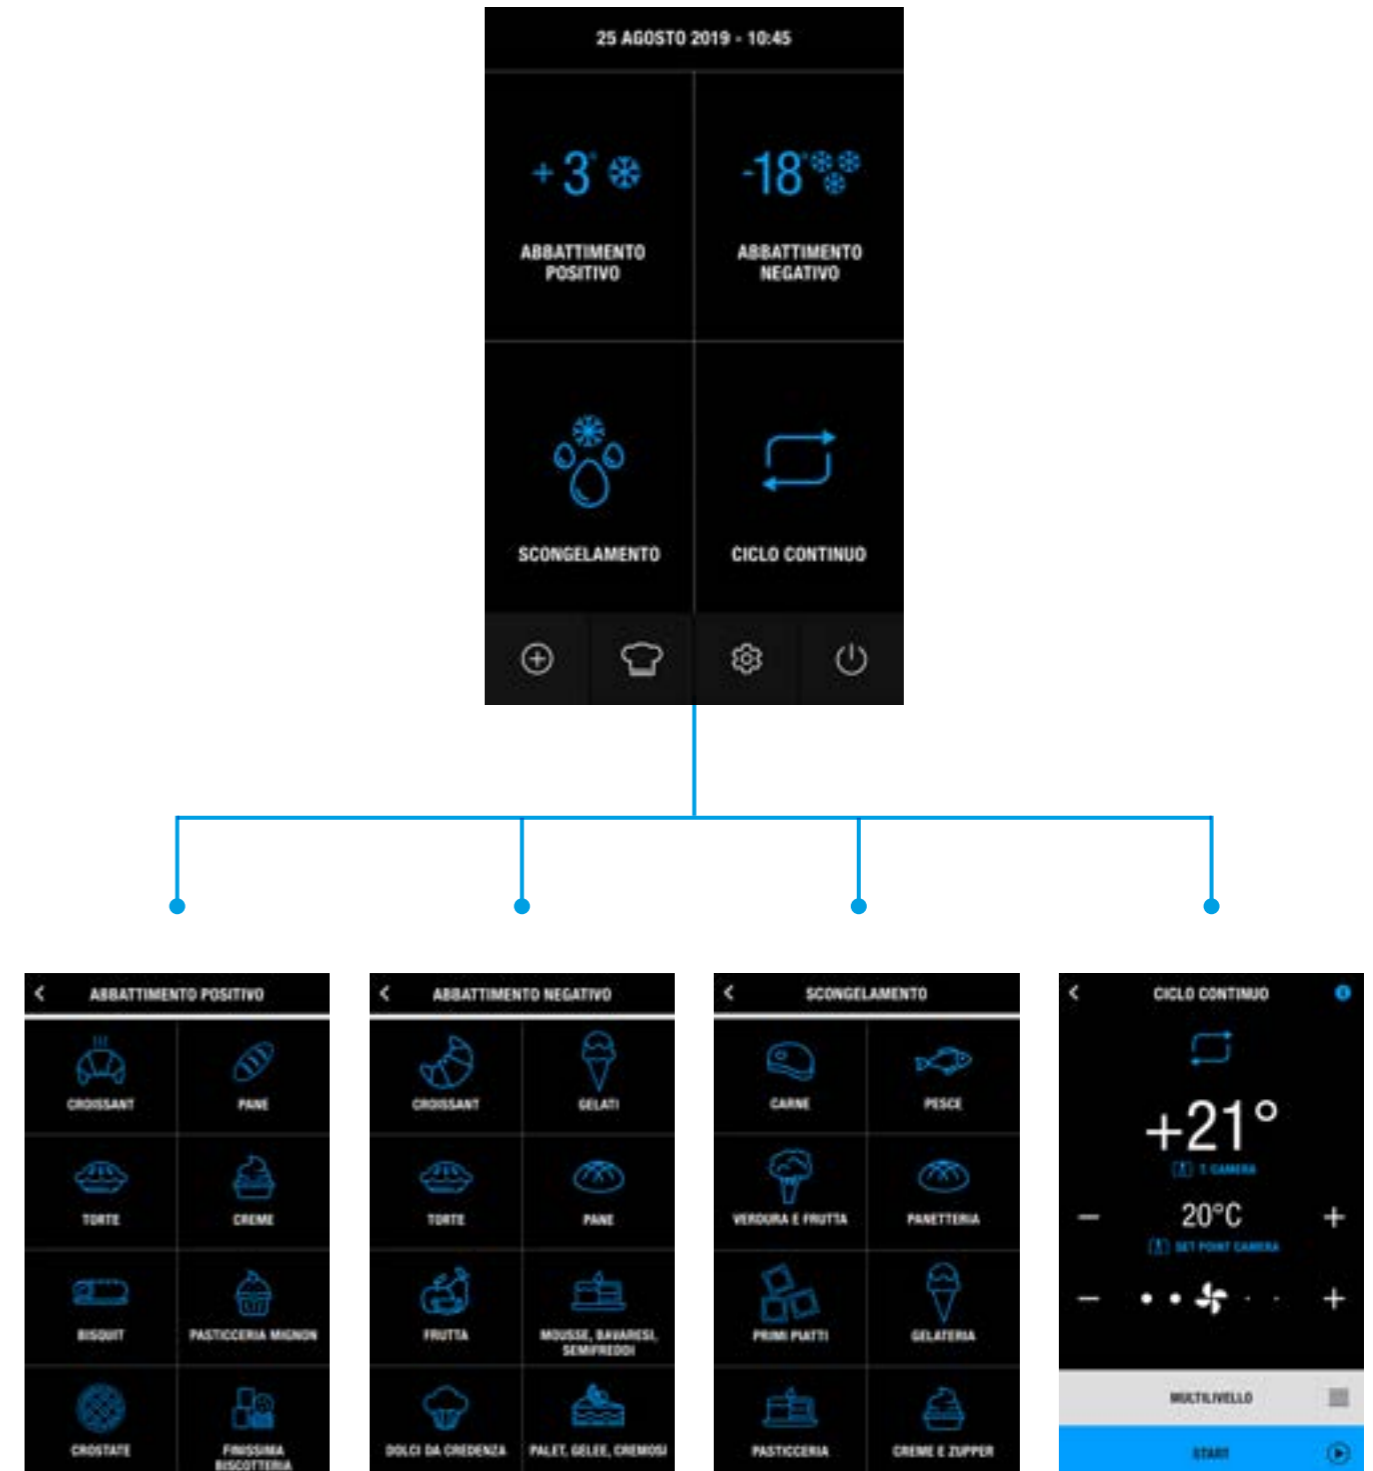 25 AGOSTO 2019 - 10:45
+3°
-18°
ABBATTIMENTO
POSITIVO
ABBATTIMENTO
NEGATIVO
SCONGELAMENTO
CICLO CONTINUO
ABBATTIMENTO POSITIVO
CROISSANT
PANE
TORTE
CREME
BISQUIT
PASTICCERIA MIGNON
CROSTATE
FINISSIMA
BISCOTTERIA
ABBATTIMENTO NEGATIVO
CROISSANT
GELATI
TORTE
PANE
FRUTTA
MOUSSE, BAVARESI,
SEMIFREDDI
DOLCI DA CREDENZA
PALET, GELEE, CREMOSI
SCONGELAMENTO
CARNE
PESCE
VERDURA E FRUTTA
PANETTERIA
PRIMI PIATTI
GELATERIA
PASTICCERIA
CREME E ZUPPER
CICLO CONTINUO
+21°
T. CAMERA
20°C
SET POINT CAMERA
MULTILIVELLO
START